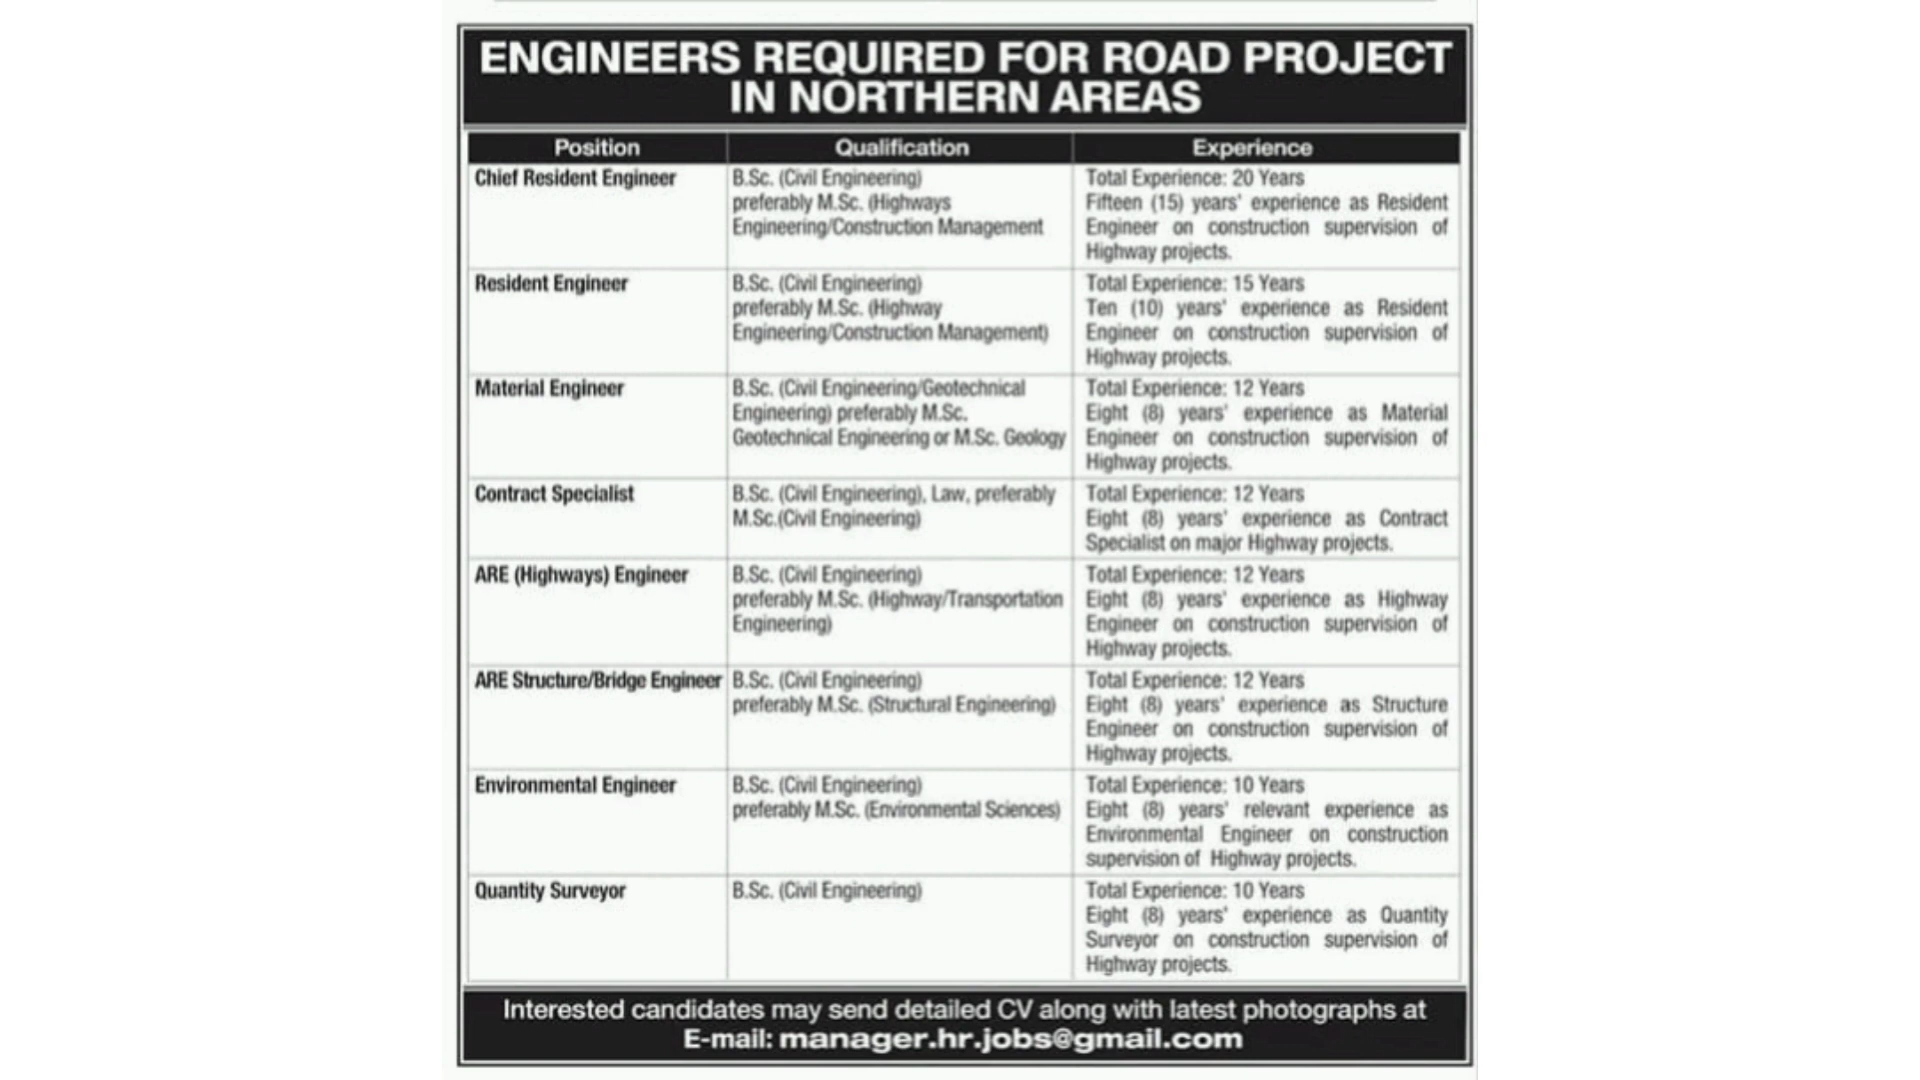 ENGINEERS REQUIRED FOR ROAD PROJECT
IN NORTHERN AREAS
Position Qualification Experience
Chief Resident Engineer
B.Sc. (Civil Engineering)
preferably M.Sc. (Highways
Engineering/Construction Management
Total Experience: 20 Years
Fifteen (15) years' experience as Resident
Engineer on construction supervision of
Highway projects.
Resident Engineer
B.Sc. (Civil Engineering)
preferably M.Sc. (Highway
Engineering/Construction Management)
Total Experience: 15 Years
Ten (10) years' experience as Resident
Engineer on construction supervision of
Highway projects.
Material Engineer
B.Sc. (Civil Engineering/Geotechnical
Engineering) preferably M.Sc.
Geotechnical Engineering or M.Sc. Geology
Total Experience: 12 Years
Eight (8) years' experience as Material
Engineer on construction supervision of
Highway projects.
Contract Specialist
B.Sc. (Civil Engineering), Law, preferably
M.Sc.(Civil Engineering)
Total Experience: 12 Years
Eight (8) years' experience as Contract
Specialist on major Highway projects.
ARE (Highways) Engineer
B.Sc. (Civil Engineering)
preferably M.Sc. (Highway/Transportation
Engineering)
Total Experience: 12 Years
Eight (8) years' experience as Highway
Engineer on construction supervision of
Highway projects.
ARE Structure/Bridge Engineer
B.Sc. (Civil Engineering)
preferably M.Sc. (Structural Engineering)
Total Experience: 12 Years
Eight (8) years' experience as Structure
Engineer on construction supervision of
Highway projects.
Environmental Engineer
B.Sc. (Civil Engineering)
preferably M.Sc. (Environmental Sciences)
Total Experience: 10 Years
Eight (8) years' relevant experience as
Environmental Engineer on construction
supervision of Highway projects.
Quantity Surveyor
B.Sc. (Civil Engineering)
Total Experience: 10 Years
Eight (8) years' experience as Quantity
Surveyor on construction supervision of
Highway projects.
Interested candidates may send detailed CV along with latest photographs at
E-mail: manager.hr.jobs@gmail.com